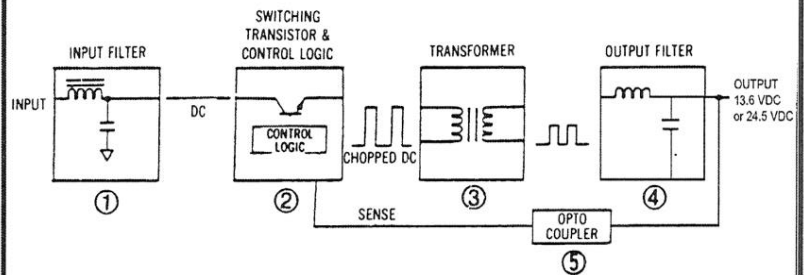 INPUT FILTER
SWITCHING
TRANSISTOR &
CONTROL LOGIC
TRANSFORMER
OUTPUT FILTER
INPUT
DC
CONTROL
LOGIC
CHOPPED DC
OUTPUT
13.6 VDC
or 24.5 VDC
①
②
③
④
SENSE
OPTO
COUPLER
⑤